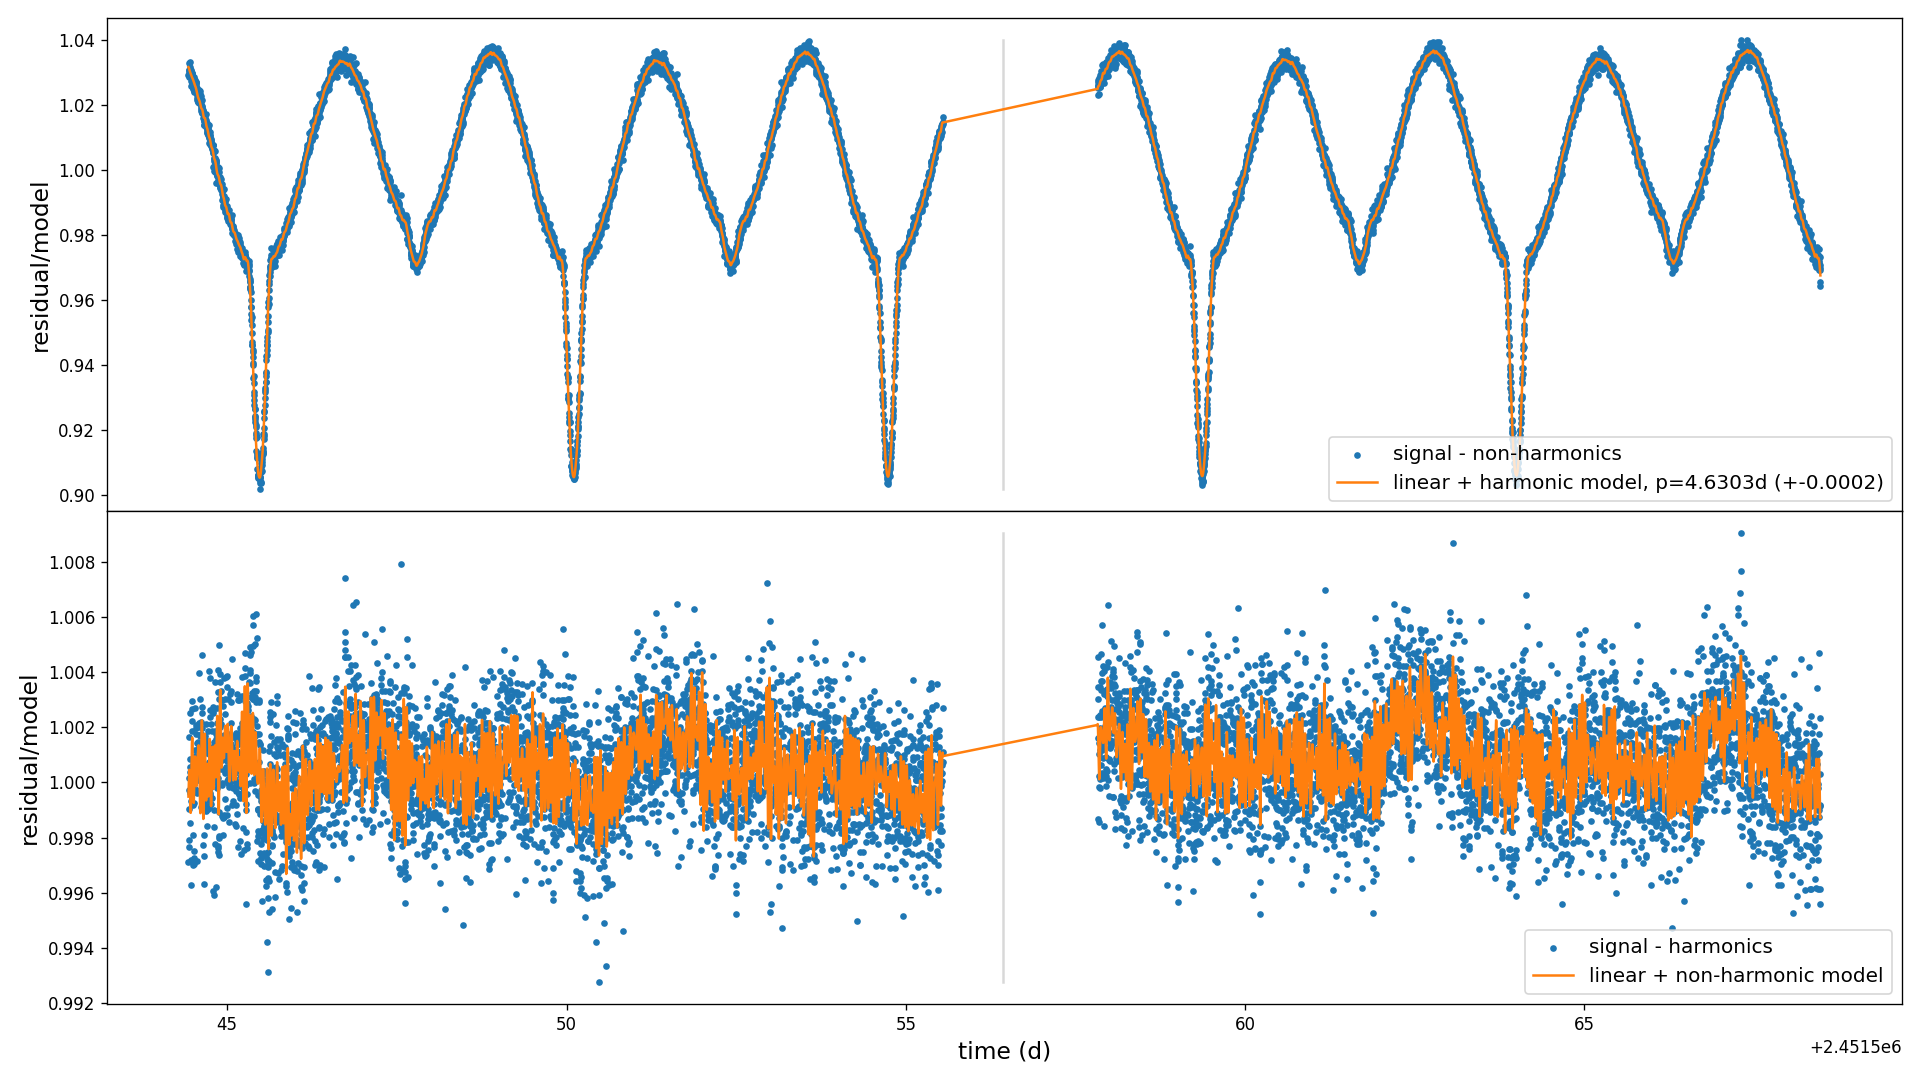 1.04
1.02
1.00
0.98
0.96
0.94
0.92
0.90
residual/model
signal - non-harmonics
linear + harmonic model, p=4.6303d (+-0.0002)
1.008
1.006
1.004
1.002
1.000
0.998
0.996
0.994
0.992
residual/model
signal - harmonics
linear + non-harmonic model
45
50
55
60
65
time (d)
+2.4515e6